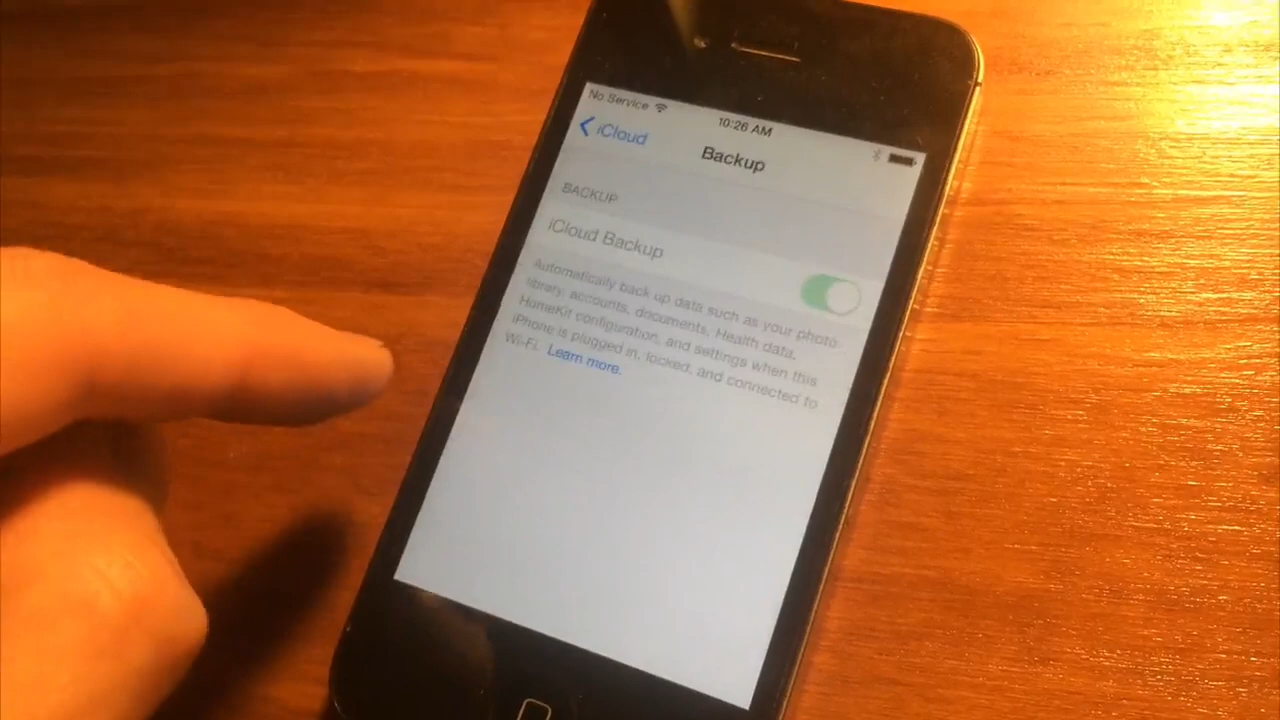 No Service
10:26 AM
iCloud
Backup
BACKUP
iCloud Backup
Automatically back up data such as your photo
library, accounts, documents, Health data,
HomeKit configuration, and settings when this
iPhone is plugged in, locked, and connected to
Wi-Fi. Learn more.